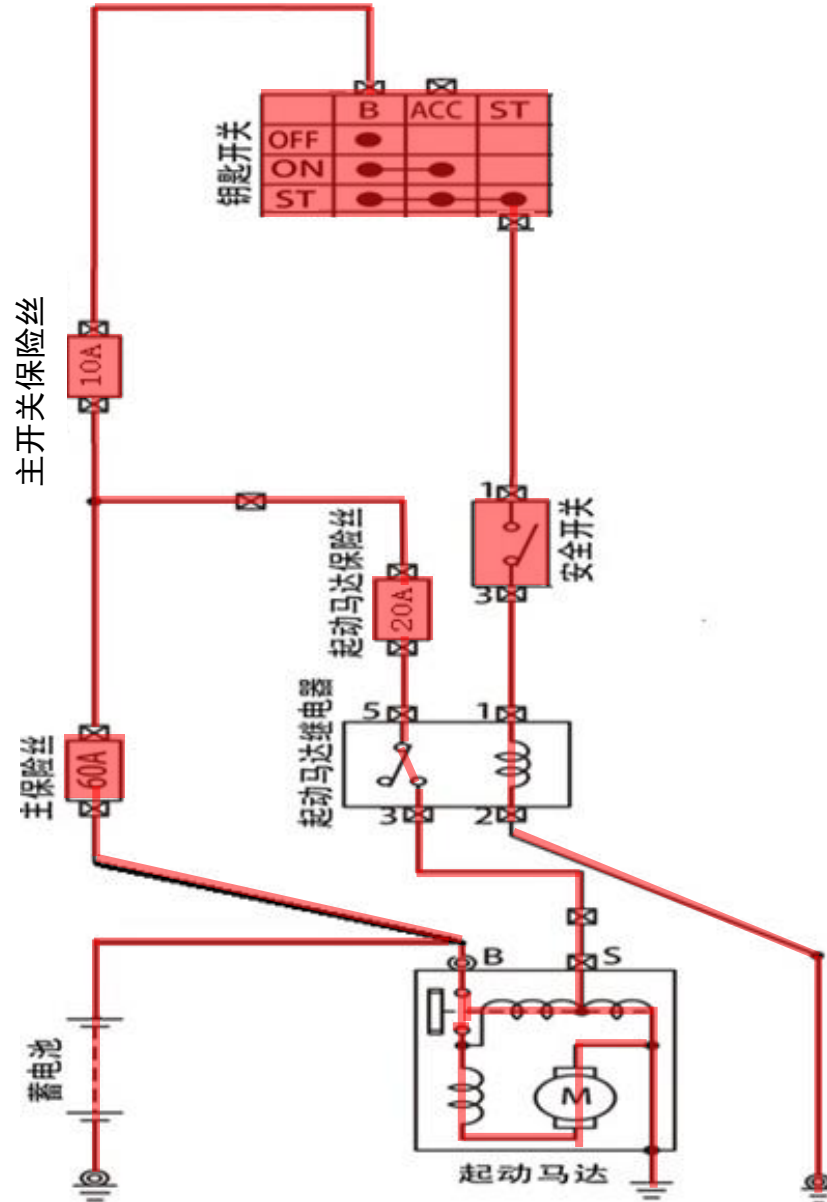 B ACC ST
OFF
ON
ST
钥匙开关
主开关保险丝
10A
1
安全开关
3
起动马达保险丝
20A
起动马达继电器
5
1
3
2
主保险丝
60A
B
S
蓄电池
M
起动马达